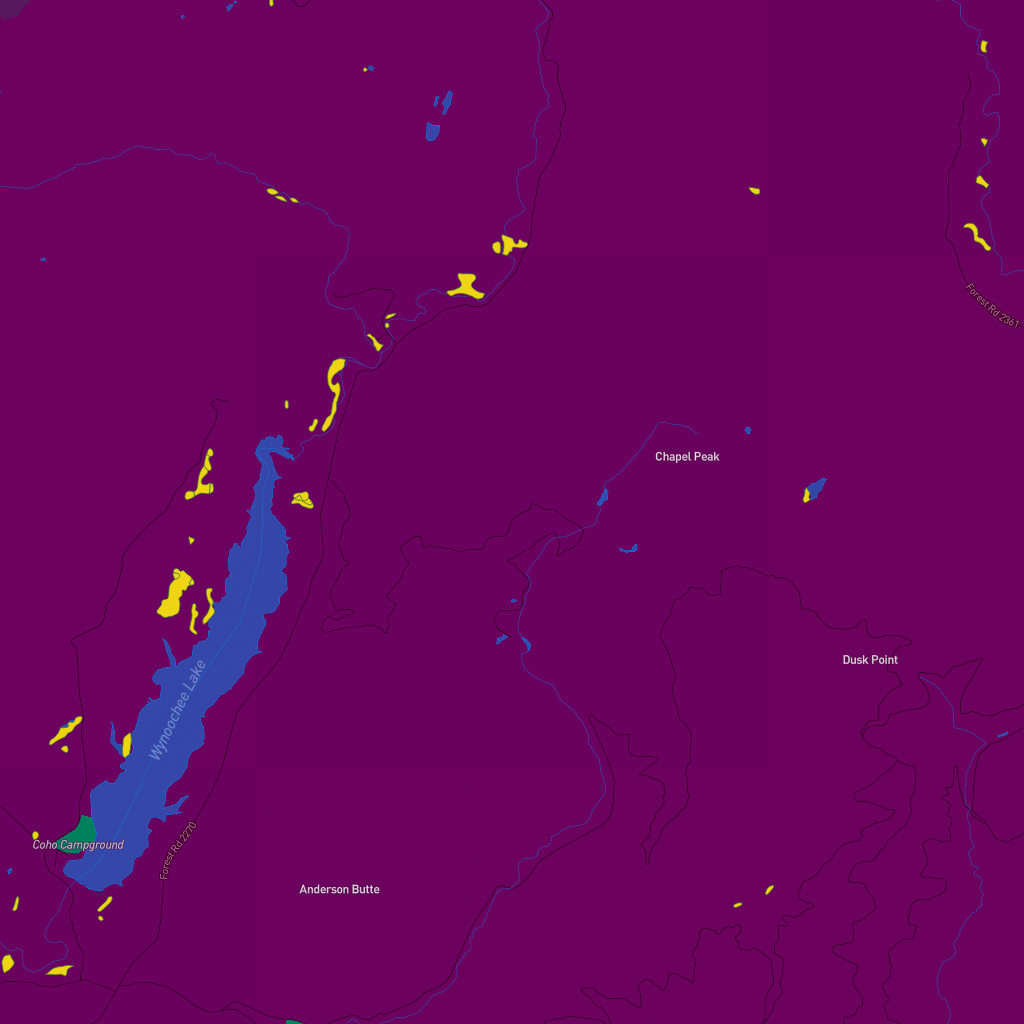 Forest Rd 2361
Chapel Peak
Dusk Point
Wynoochee Lake
Coho Campground
Forest Rd 2270
Anderson Butte